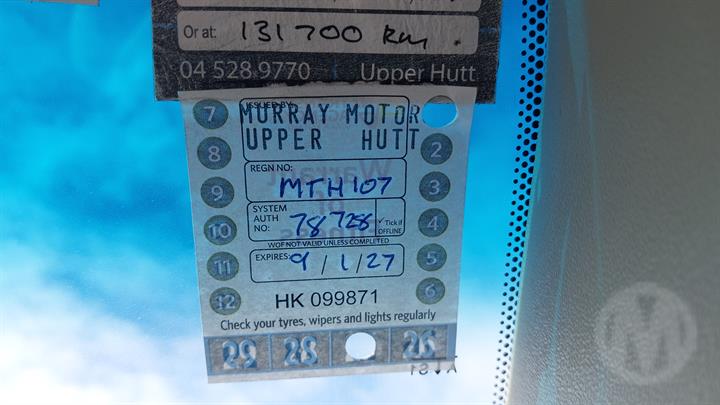 Or at: 131700 km
04 528 9770 Upper Hutt
ISSUED BY
MURRAY MOTOR
UPPER HUTT
7
8
2
REGN NO: MTH107
9
3
SYSTEM AUTH NO: 78728 ✓ Tick if OFFLINE
10
4
WOF NOT VALID UNLESS COMPLETED
EXPIRES: 9/1/27
11
5
12
6
HK 099871
Check your tyres, wipers and lights regularly
29 28 26